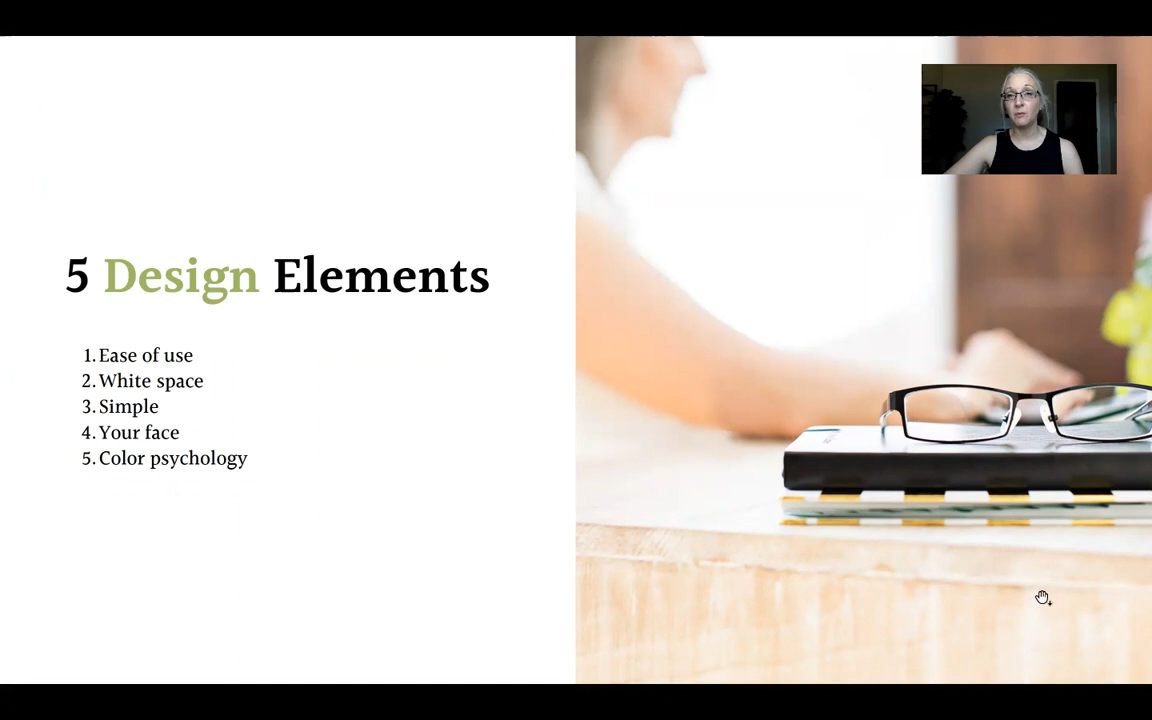 5 Design Elements
1. Ease of use
2. White space
3. Simple
4. Your face
5. Color psychology